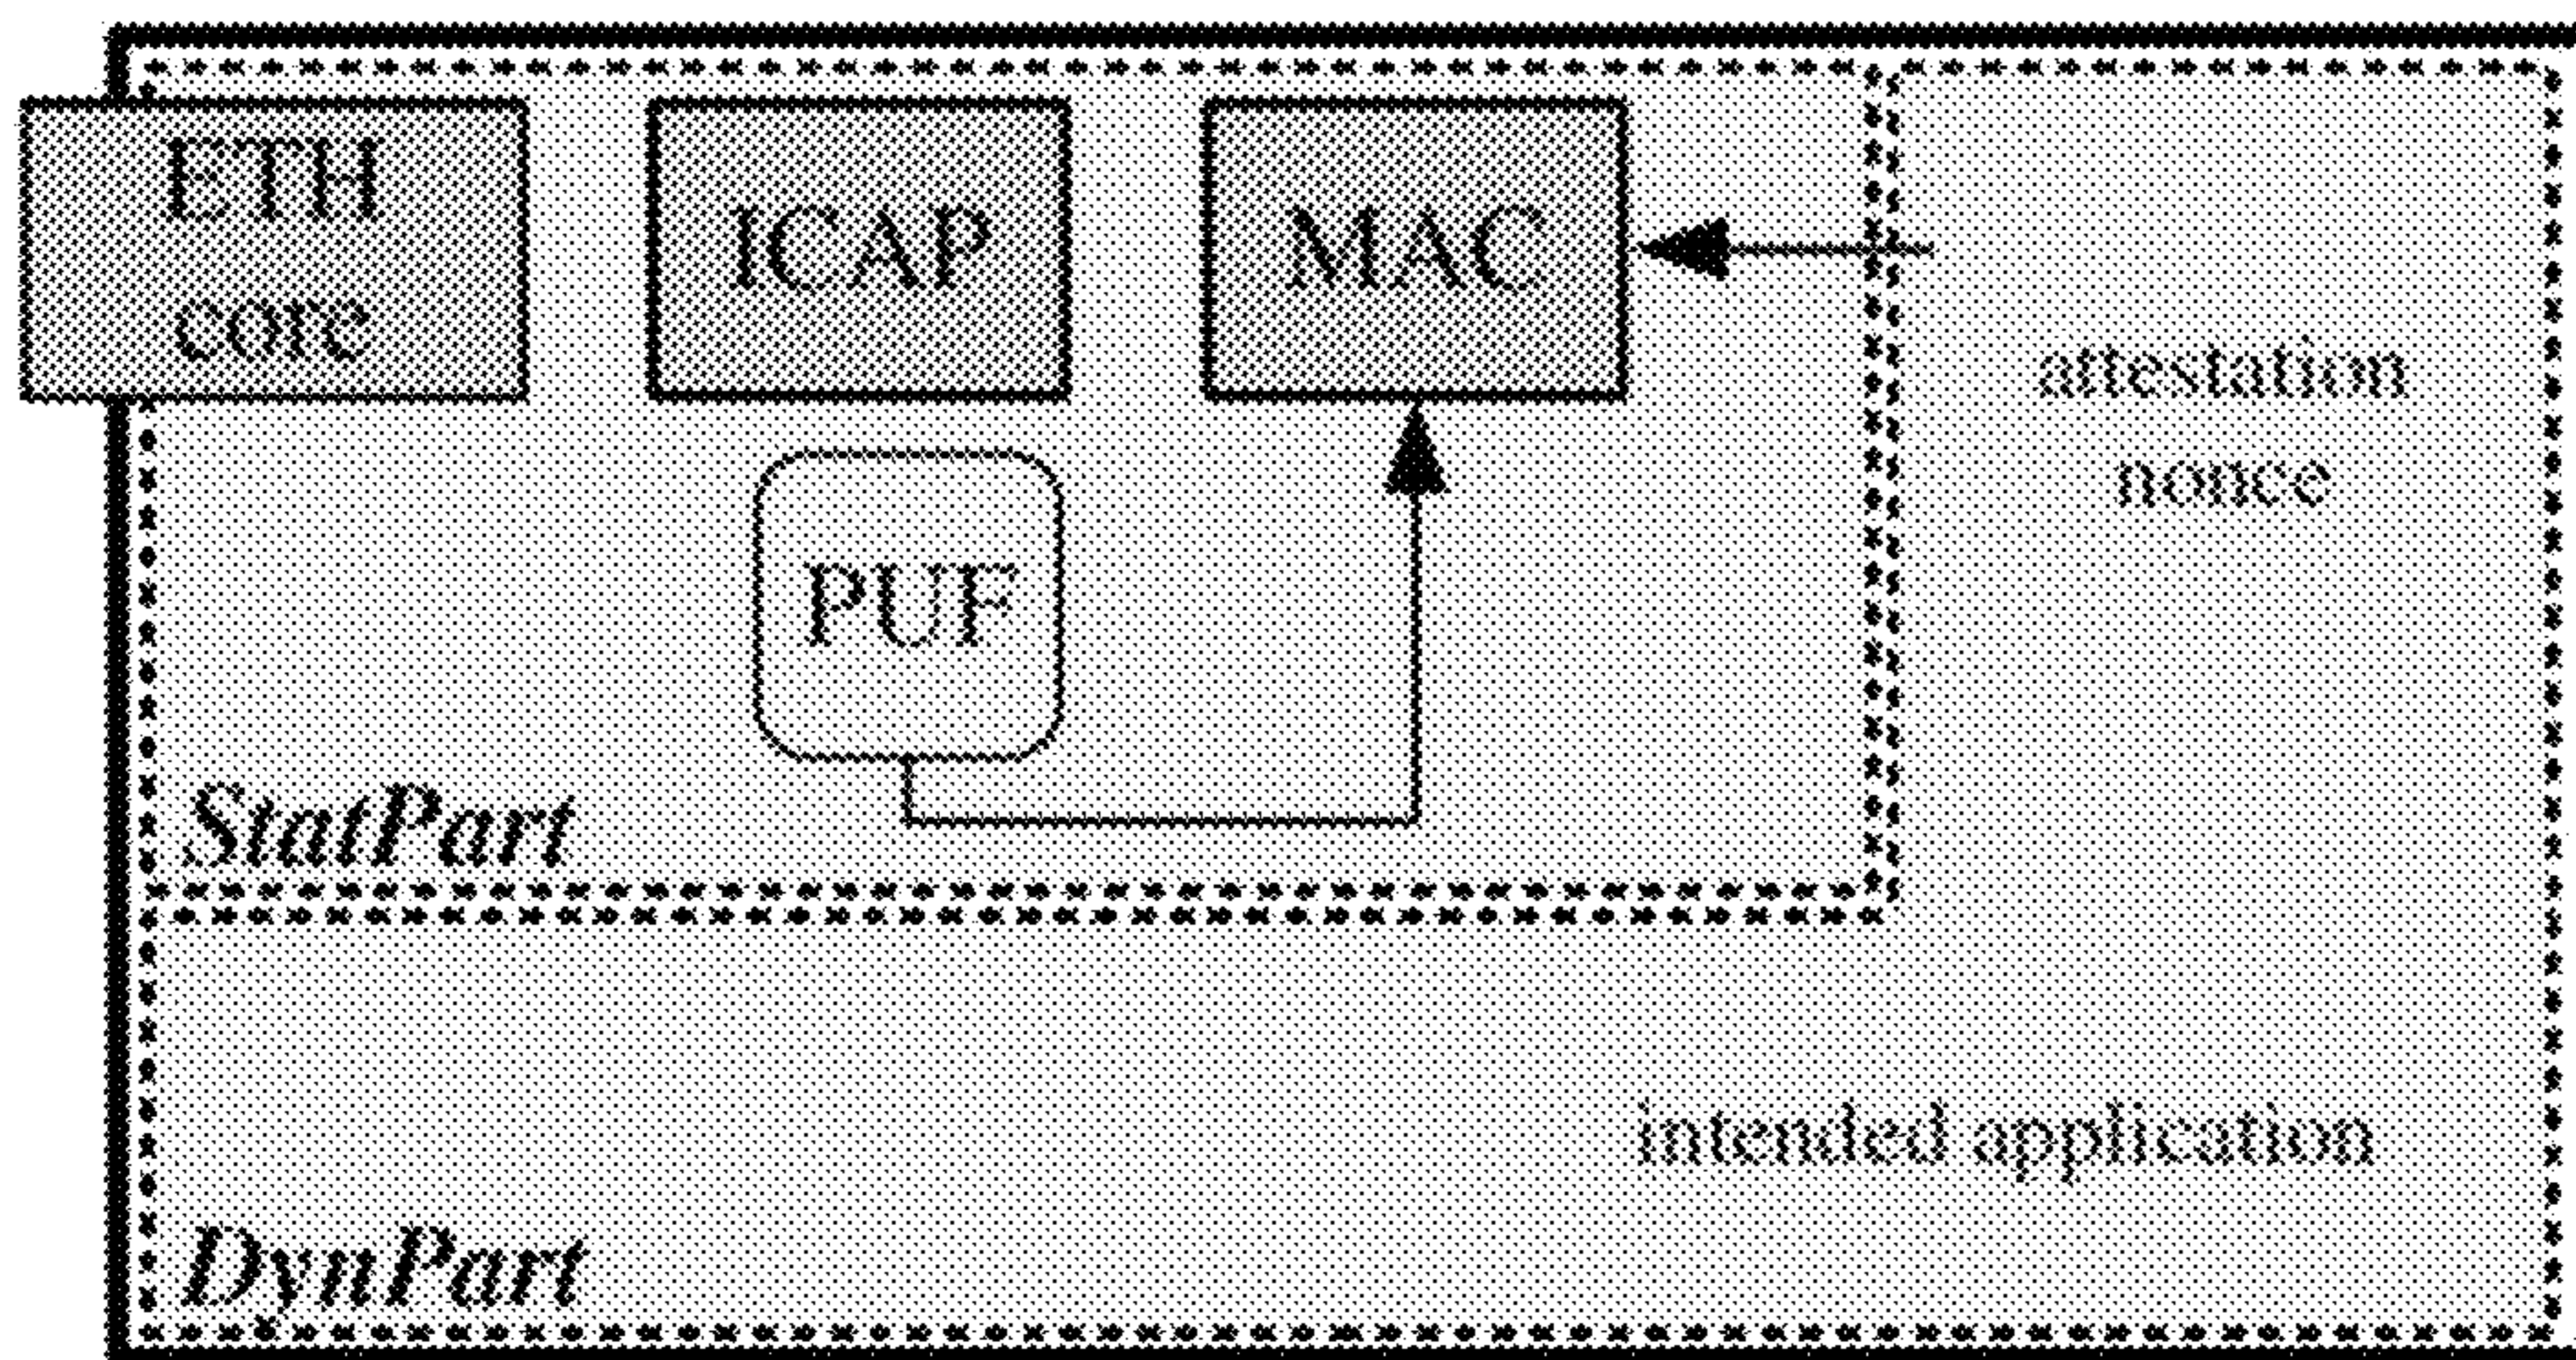 ETH
core
ICAP
MAC
attestation
nonce
PUF
StatPart
intended application
DynPart